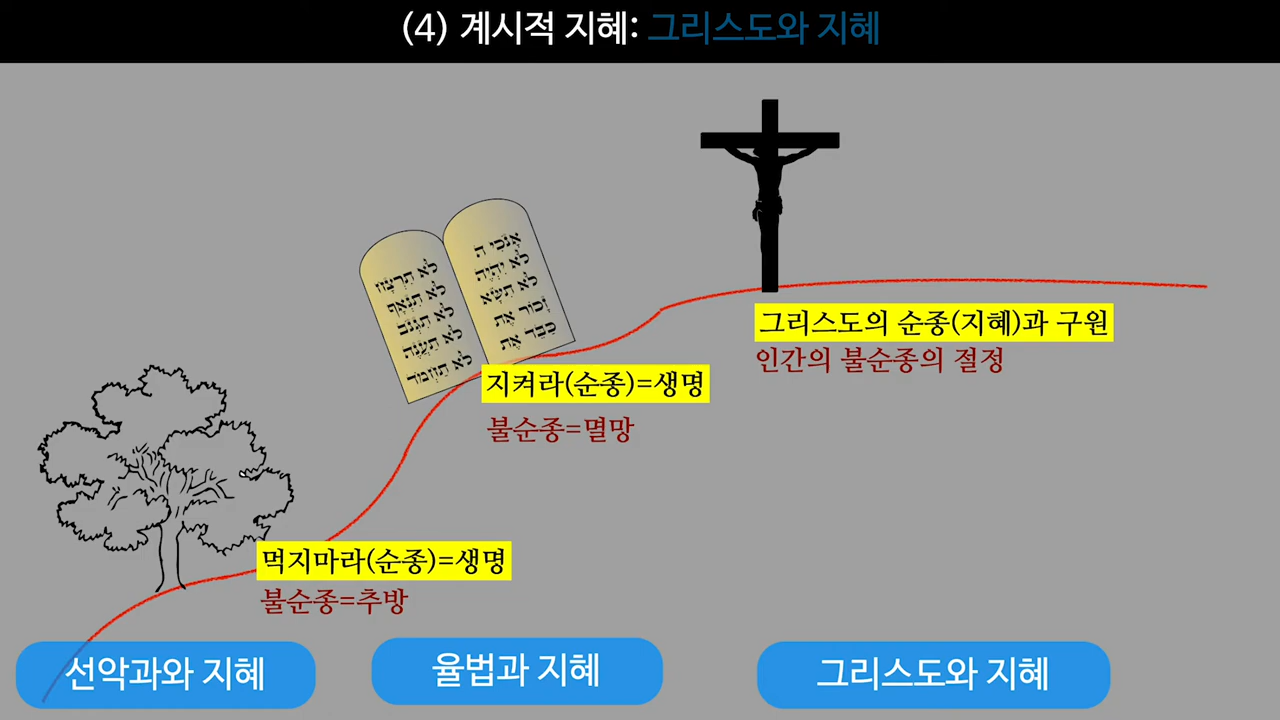 (4) 계시적 지혜: 그리스도와 지혜
אָנֹכִי ה
לֹא יִהְיֶה
לֹא תִשָּׂא
זָכוֹר אֶת
כַּבֵּד אֶת
לֹא תִּרְצָח
לֹא תִּנְאָף
לֹא תִּגְנֹב
לֹא תַעֲנֶה
לֹא תַחְמֹד
그리스도의 순종(지혜)과 구원
인간의 불순종의 절정
지켜라(순종)=생명
불순종=멸망
먹지마라(순종)=생명
불순종=추방
선악과와 지혜
율법과 지혜
그리스도와 지혜